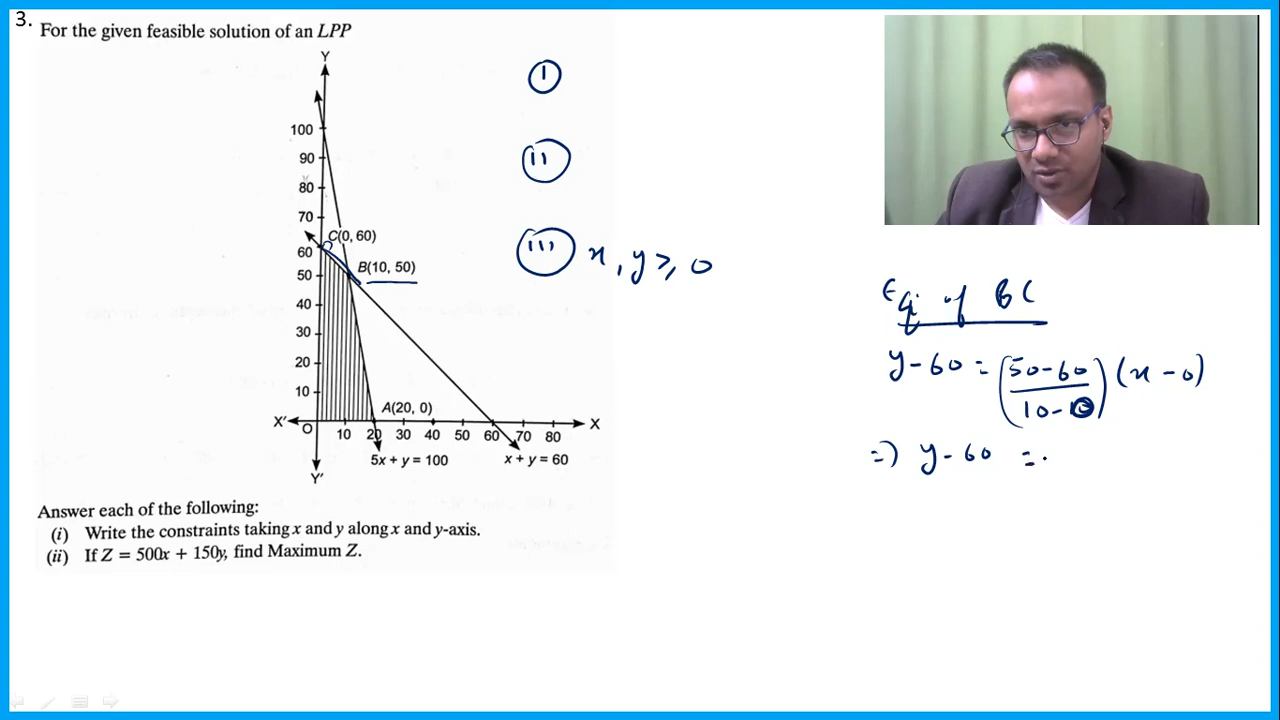 3.
For the given feasible solution of an LPP
Y
100
90
80
70
60
50
40
30
20
10
C(0, 60)
B(10, 50)
A(20, 0)
X'
O
10 20 30 40 50 60 70 80
X
5x + y = 100
x + y = 60
Y'
Answer each of the following:
(i) Write the constraints taking x and y along x and y-axis.
(ii) If Z = 500x + 150y, find Maximum Z.
i
ii
iii x, y ≥ 0
Eq. of BC
y - 60 = (50-60 / 10-0) (x - 0)
=) y - 60 =